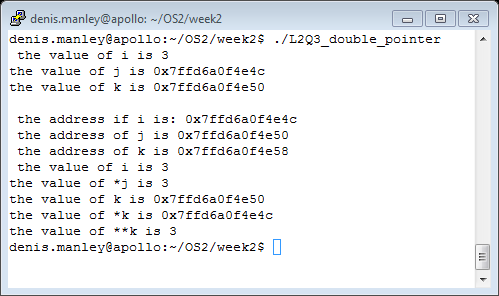 denis.manley@apollo: ~/OS2/week2
denis.manley@apollo:~/OS2/week2$ ./L2Q3_double_pointer
 the value of i is 3
the value of j is 0x7ffd6a0f4e4c
the value of k is 0x7ffd6a0f4e50

 the address if i is: 0x7ffd6a0f4e4c
 the address of j is 0x7ffd6a0f4e50
 the address of k is 0x7ffd6a0f4e58
 the value of i is 3
the value of *j is 3
the value of k is 0x7ffd6a0f4e50
the value of *k is 0x7ffd6a0f4e4c
the value of **k is 3
denis.manley@apollo:~/OS2/week2$